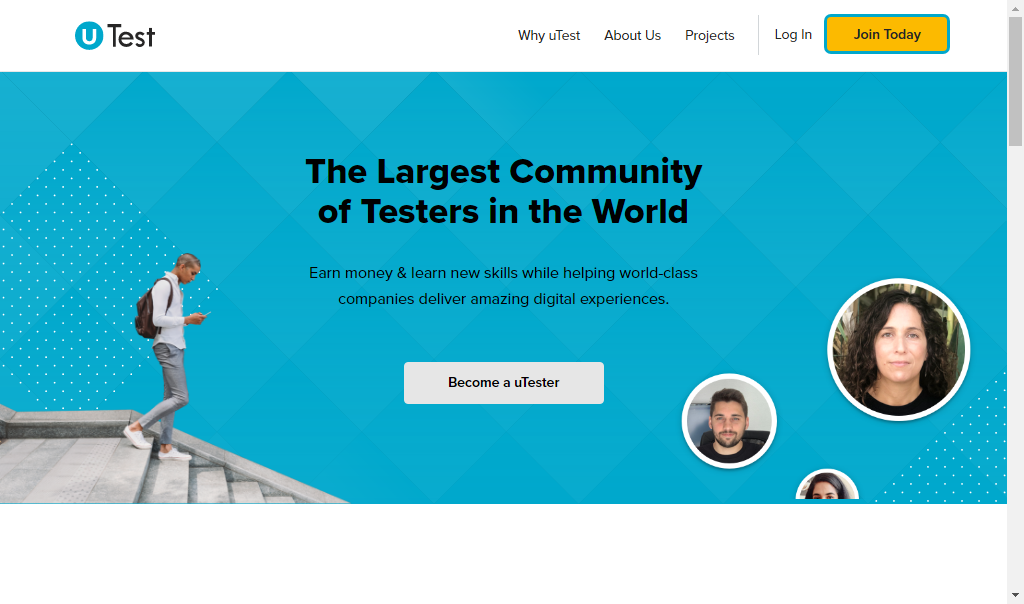 u Test
Why uTest
About Us
Projects
Log In
Join Today
The Largest Community
of Testers in the World
Earn money & learn new skills while helping world-class
companies deliver amazing digital experiences.
Become a uTester